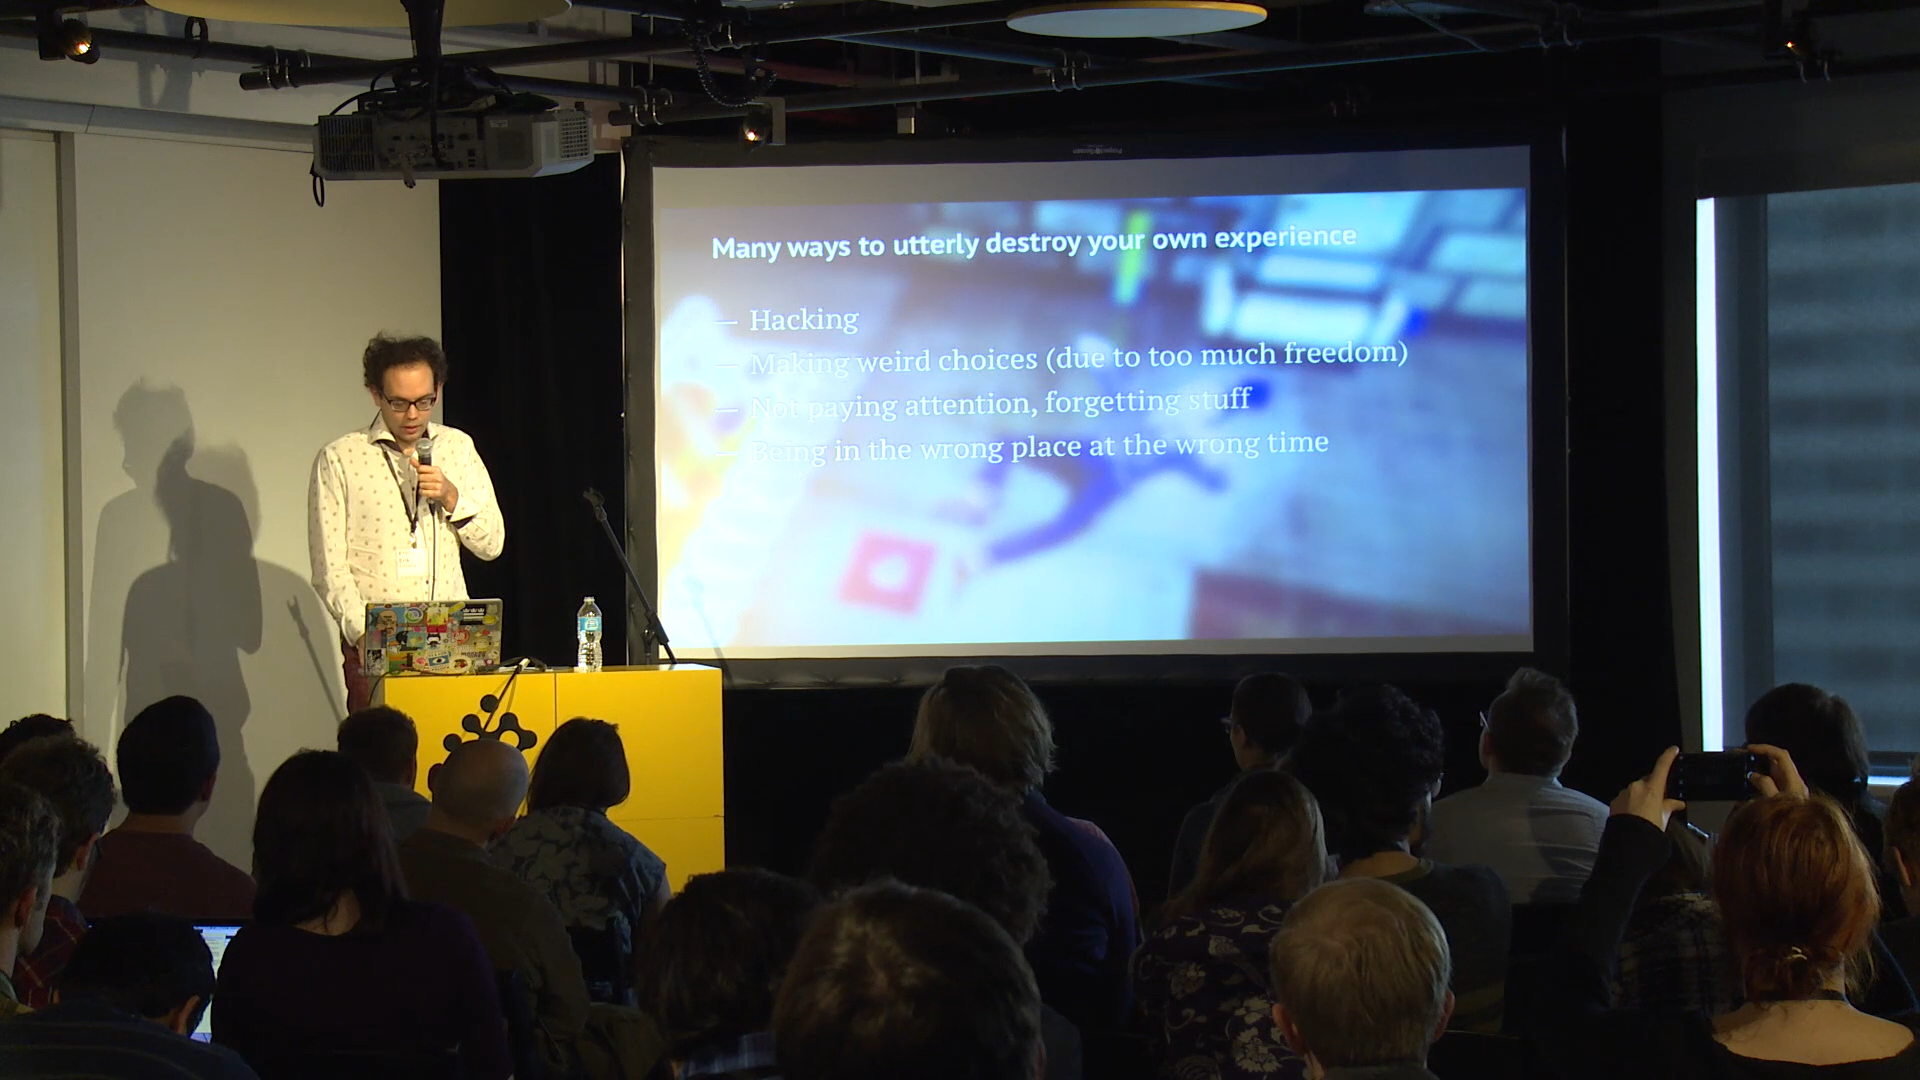 Many ways to utterly destroy your own experience
— Hacking
— Making weird choices (due to too much freedom)
— Not paying attention, forgetting stuff
— Being in the wrong place at the wrong time